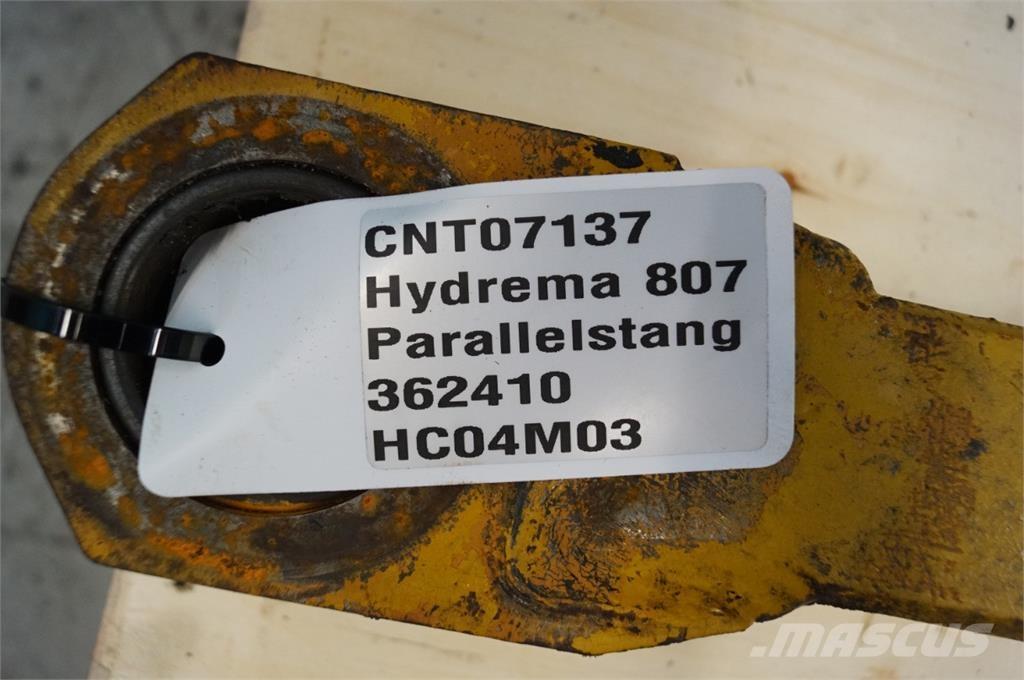 CNT07137
Hydrema 807
Parallelstang
362410
HC04M03
MASCUS